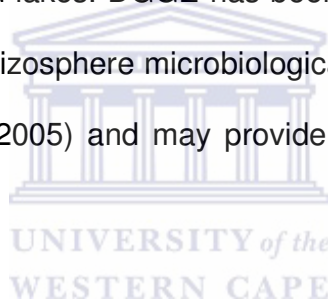 lakes. DGGE has been
izosphere microbiologica
2005) and may provide
UNIVERSITY of the
WESTERN CAPE